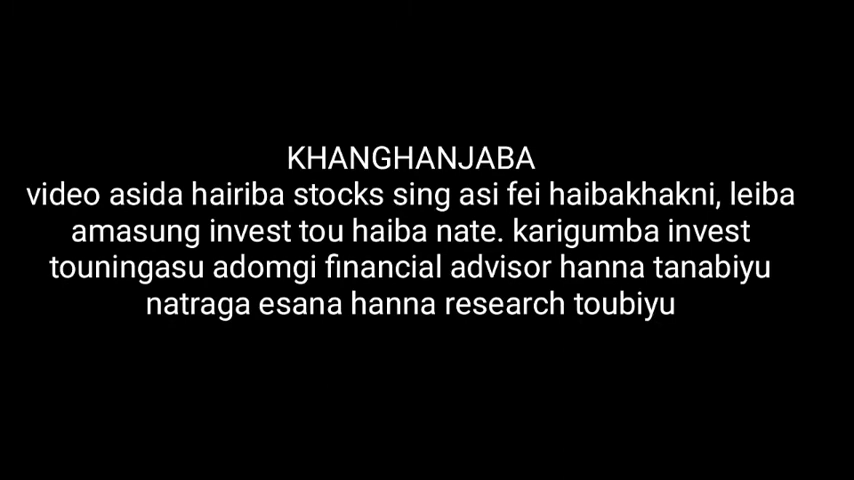 KHANGHANJABA
video asida hairiba stocks sing asi fei haibakhakni, leiba
amasung invest tou haiba nate. karigumba invest
touningasu adomgi financial advisor hanna tanabiyu
natraga esana hanna research toubiyu